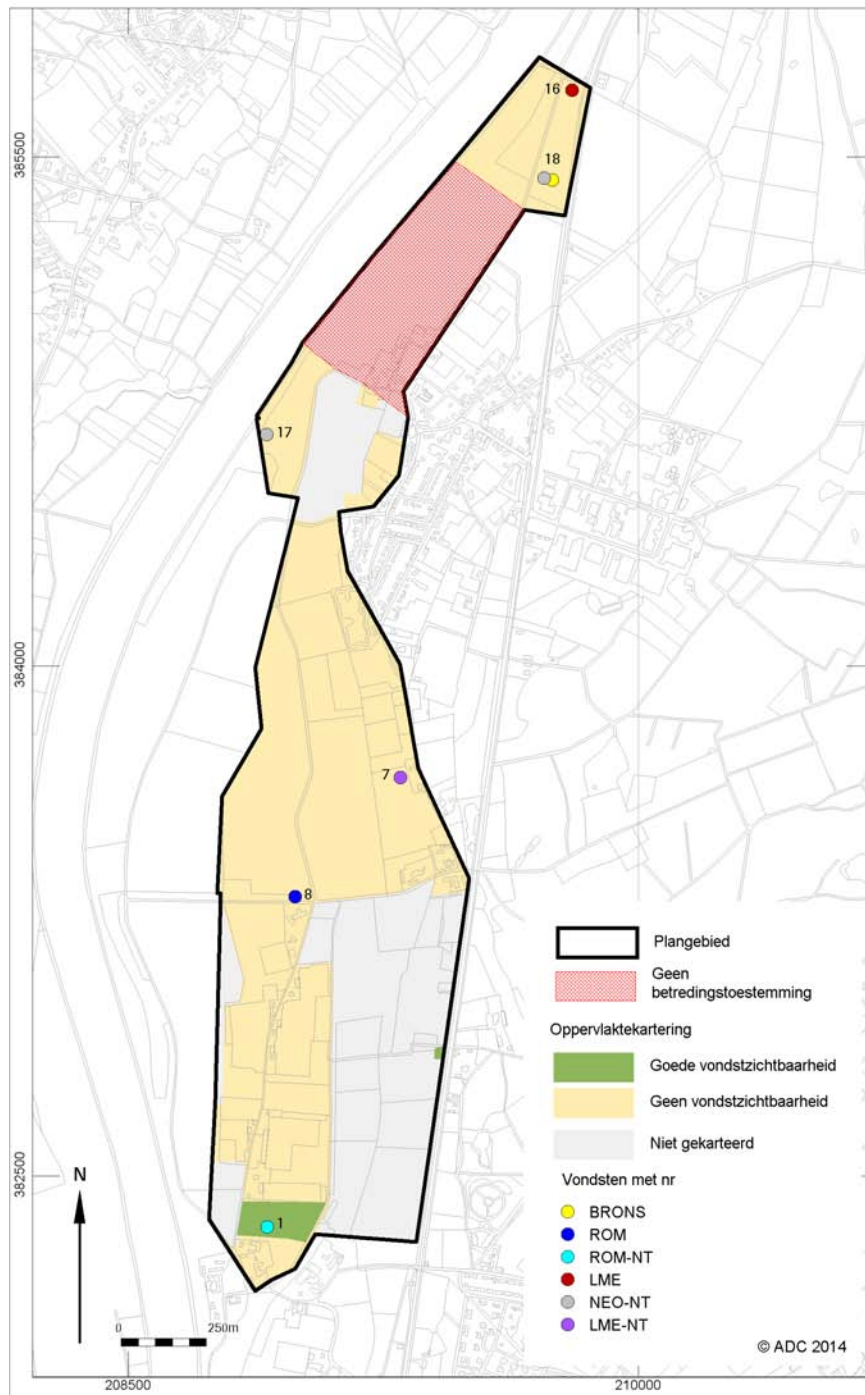 385500
384000
382500
16
18
17
7
8
1
N
0 250m
208500
210000
Plangebied
Geen
betredingstoestemming
Oppervlaktekartering
Goede vondstzichtbaarheid
Geen vondstzichtbaarheid
Niet gekarteerd
Vondsten met nr
BRONS
ROM
ROM-NT
LME
NEO-NT
LME-NT
© ADC 2014